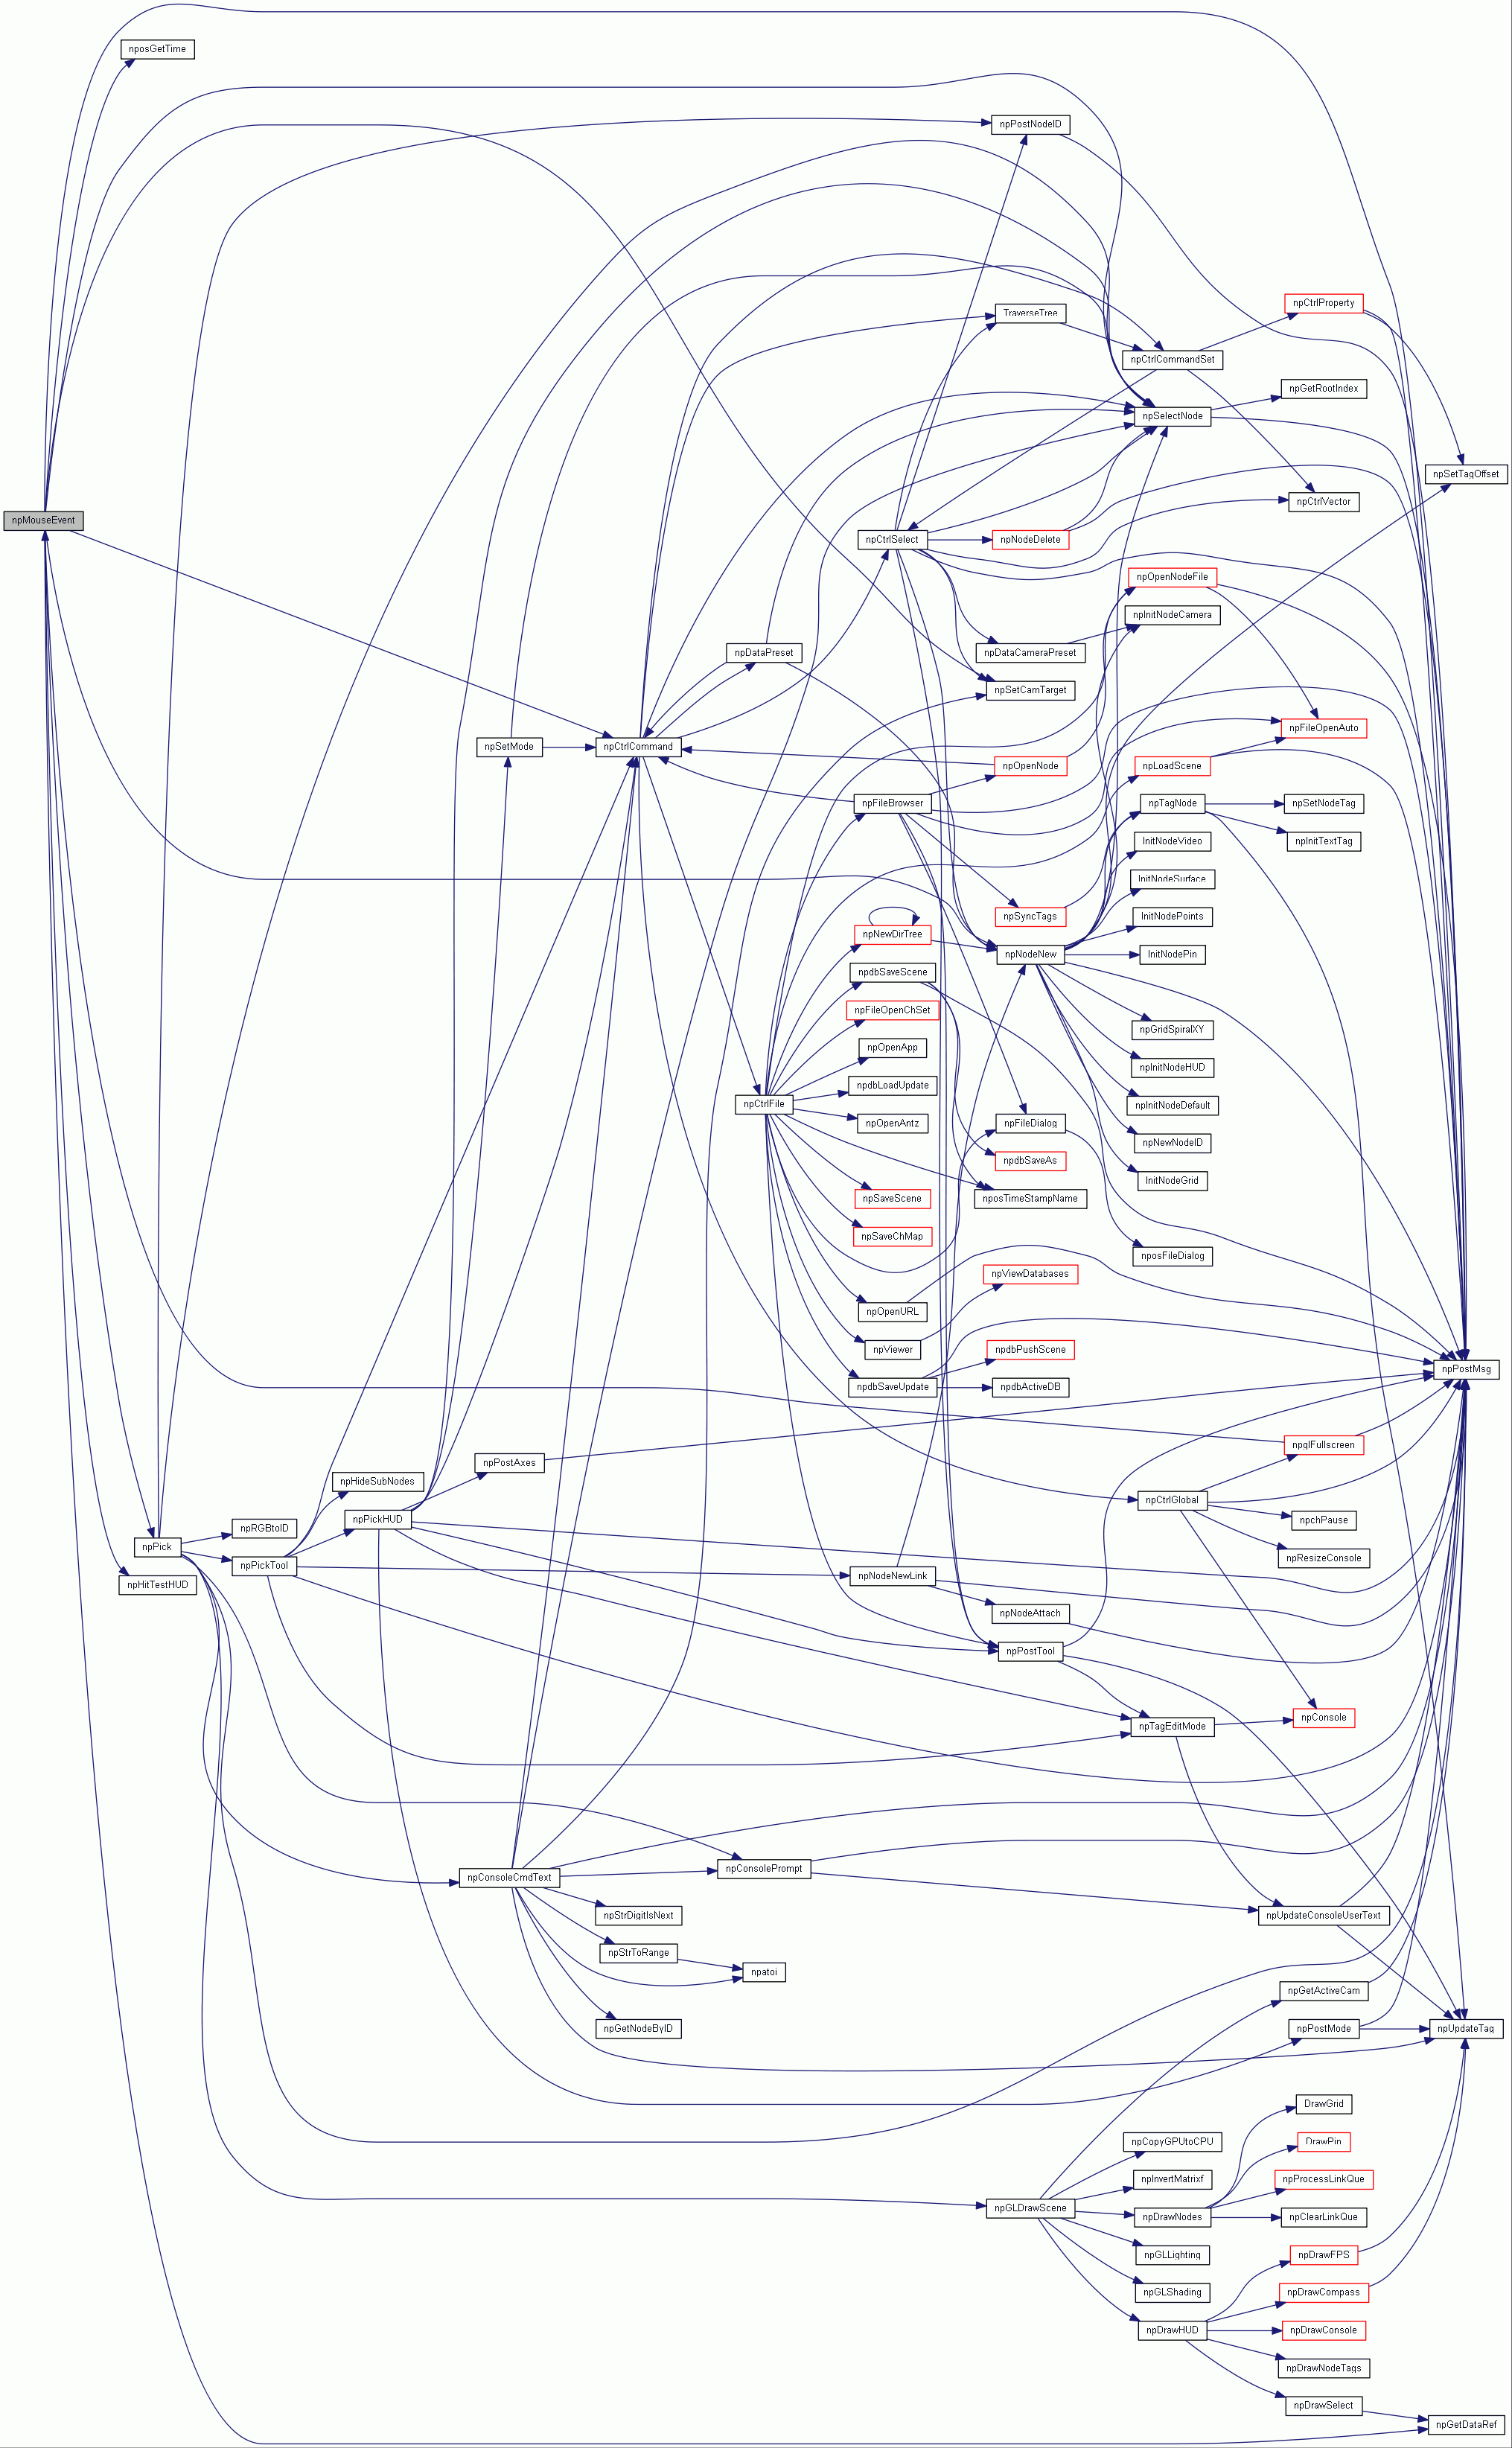 nposGetTime
npPostNodeID
npCtrlProperty
TraverseTree
npCtrlCommandSet
npGetRootIndex
npSelectNode
npSetTagOffset
npCtrlVector
npMouseEvent
npCtrlSelect
npNodeDelete
npOpenNodeFile
npInitNodeCamera
npDataPreset
npDataCameraPreset
npSetCamTarget
npFileOpenAuto
npSetMode
npCtrlCommand
npOpenNode
npLoadScene
npFileBrowser
npTagNode
npSetNodeTag
InitNodeVideo
npInitTextTag
InitNodeSurface
npSyncTags
InitNodePoints
npNewDirTree
npNodeNew
InitNodePin
npdbSaveScene
npFileOpenChSet
npGridSpiralXY
npOpenApp
npInitNodeHUD
npdbLoadUpdate
npCtrlFile
npInitNodeDefault
npOpenAntz
npFileDialog
npNewNodeID
npdbSaveAs
InitNodeGrid
npSaveScene
nposTimeStampName
npSaveChMap
nposFileDialog
npViewDatabases
npOpenURL
npViewer
npdbPushScene
npPostMsg
npdbSaveUpdate
npdbActiveDB
npglFullscreen
npPostAxes
npHideSubNodes
npCtrlGlobal
npPickHUD
npchPause
npRGBtoID
npPick
npResizeConsole
npPickTool
npNodeNewLink
npHitTestHUD
npNodeAttach
npPostTool
npConsole
npTagEditMode
npConsolePrompt
npConsoleCmdText
npStrDigitIsNext
npUpdateConsoleUserText
npStrToRange
npatoi
npGetActiveCam
npGetNodeByID
npPostMode
npUpdateTag
DrawGrid
npCopyGPUtoCPU
DrawPin
npInvertMatrixf
npProcessLinkQue
npGLDrawScene
npDrawNodes
npClearLinkQue
npGLLighting
npDrawFPS
npGLShading
npDrawCompass
npDrawHUD
npDrawConsole
npDrawNodeTags
npDrawSelect
npGetDataRef